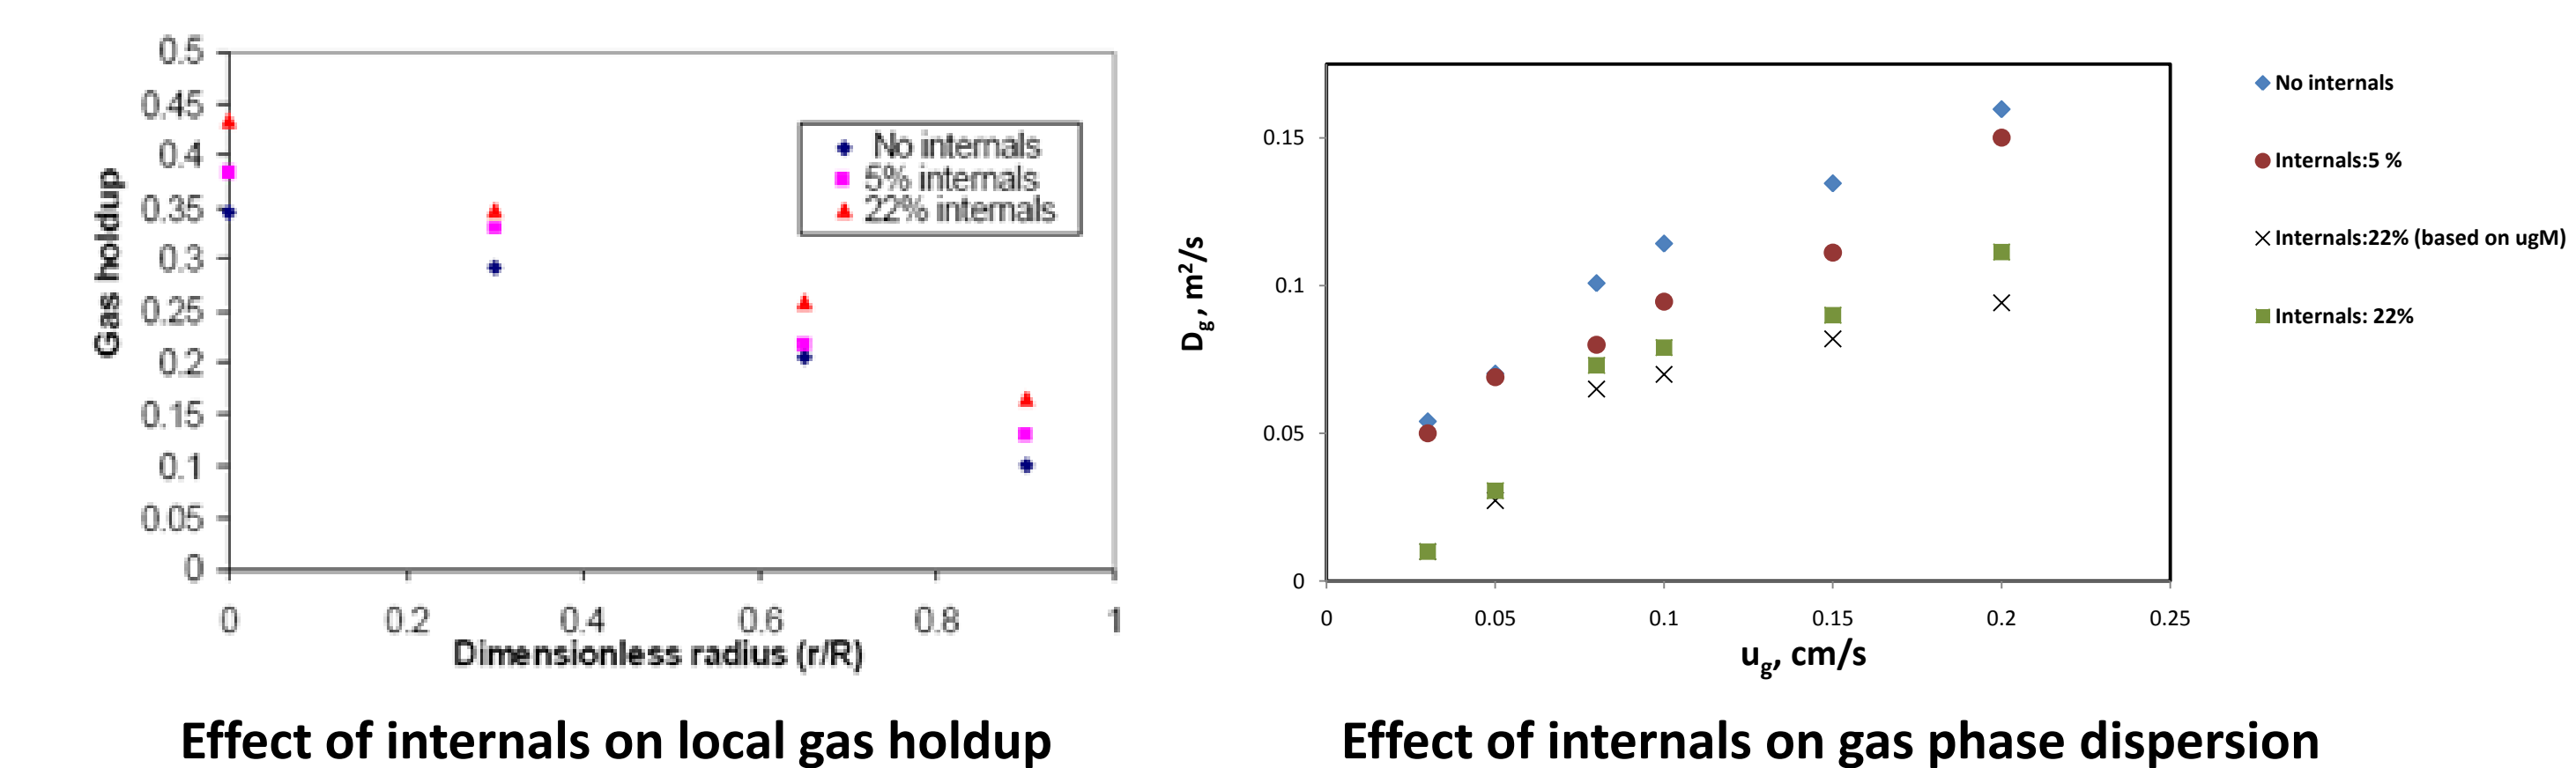 0.5
0.45
0.4
0.35
0.3
0.25
0.2
0.15
0.1
0.05
0
Gas holdup
No internals
5% internals
22% internals
0 0.2 0.4 0.6 0.8 1
Dimensionless radius (r/R)
Effect of internals on local gas holdup
0.15
0.1
0.05
0
Dg, m²/s
0 0.05 0.1 0.15 0.2 0.25
ug, cm/s
No internals
Internals:5 %
Internals:22% (based on ugM)
Internals: 22%
Effect of internals on gas phase dispersion